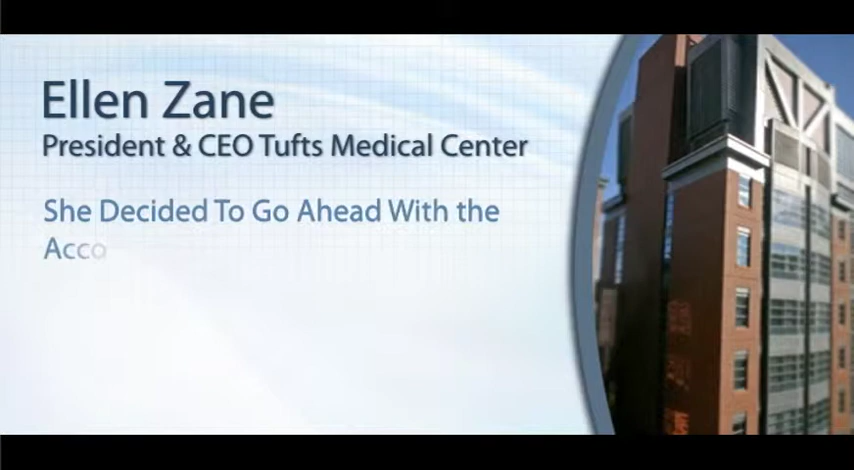 Ellen Zane
President & CEO Tufts Medical Center
She Decided To Go Ahead With the
Acco